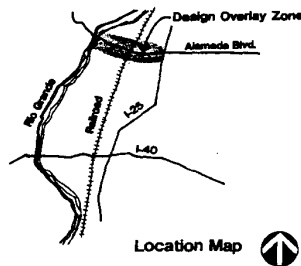 Design Overlay Zone
Alameda Blvd.
Rio Grande
Railroad
I-25
I-40
Location Map